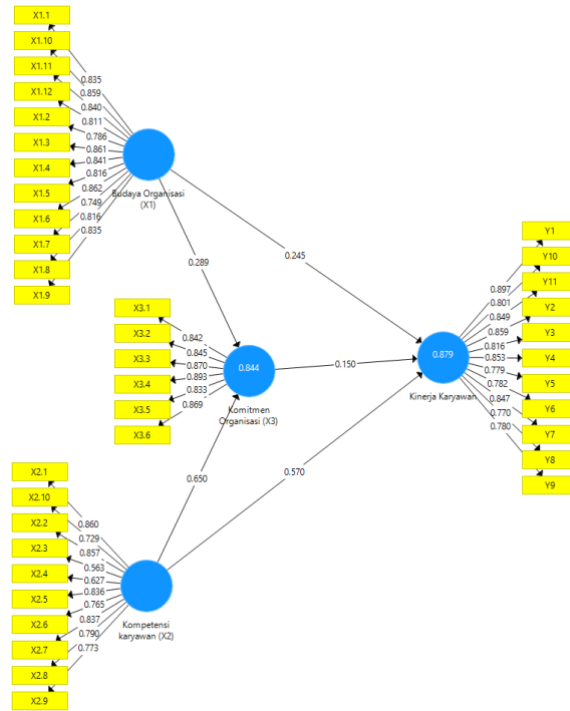 X1.1
X1.10
X1.11
X1.12
X1.2
X1.3
X1.4
X1.5
X1.6
X1.7
X1.8
X1.9
0.835
0.859
0.840
0.811
0.786
0.861
0.841
0.816
0.862
0.749
0.816
0.835
Budaya Organisasi
(X1)
0.289
0.245
X3.1
X3.2
X3.3
X3.4
X3.5
X3.6
0.842
0.845
0.870
0.893
0.833
0.869
0.844
Komitmen
Organisasi (X3)
0.150
0.879
Kinerja Karyawan
0.897
0.801
0.849
0.859
0.816
0.853
0.779
0.782
0.847
0.770
0.780
Y1
Y10
Y11
Y2
Y3
Y4
Y5
Y6
Y7
Y8
Y9
0.650
0.570
X2.1
X2.10
X2.2
X2.3
X2.4
X2.5
X2.6
X2.7
X2.8
X2.9
0.860
0.729
0.857
0.563
0.627
0.836
0.765
0.837
0.790
0.773
Kompetensi
karyawan (X2)